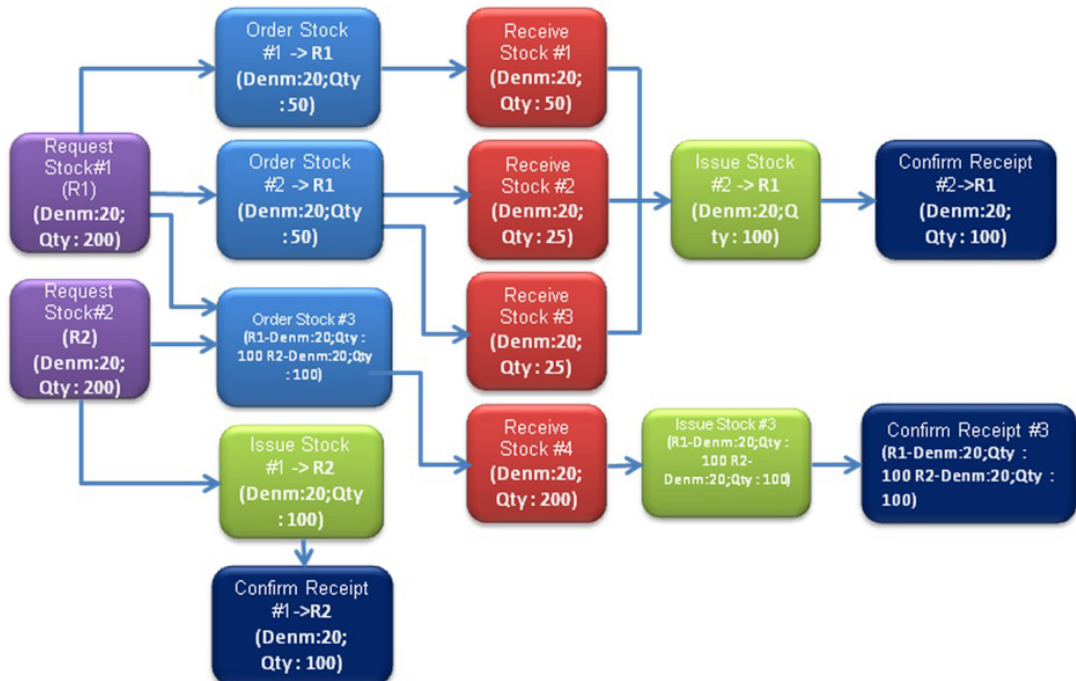 Order Stock
#1 -> R1
(Denm:20;Qty
: 50)
Receive
Stock #1
(Denm:20;
Qty : 50)
Request
Stock#1
(R1)
(Denm:20;
Qty : 200)
Order Stock
#2 -> R1
(Denm:20;Qty
: 50)
Receive
Stock #2
(Denm:20;
Qty : 25)
Issue Stock
#2 -> R1
(Denm:20;Q
ty : 100)
Confirm Receipt
#2->R1
(Denm:20;
Qty : 100)
Request
Stock#2
(R2)
(Denm:20;
Qty : 200)
Order Stock #3
(R1-Denm:20;Qty :
100 R2-Denm:20;Qty
: 100)
Receive
Stock #3
(Denm:20;
Qty : 25)
Issue Stock
#1 -> R2
(Denm:20;Qty
: 100)
Receive
Stock #4
(Denm:20;
Qty : 200)
Issue Stock #3
(R1-Denm:20;Qty :
100 R2-
Denm:20;Qty : 100)
Confirm Receipt #3
(R1-Denm:20;Qty :
100 R2-Denm:20;Qty :
100)
Confirm Receipt
#1 ->R2
(Denm:20;
Qty : 100)